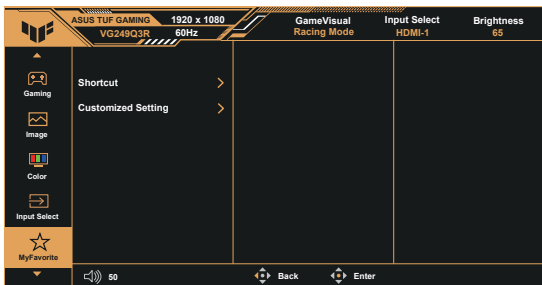 ASUS TUF GAMING 1920 x 1080 GameVisual Input Select Brightness
VG249Q3R 60Hz Racing Mode HDMI-1 65
Gaming
Shortcut
Customized Setting
Image
Color
Input Select
MyFavorite
50 Back Enter